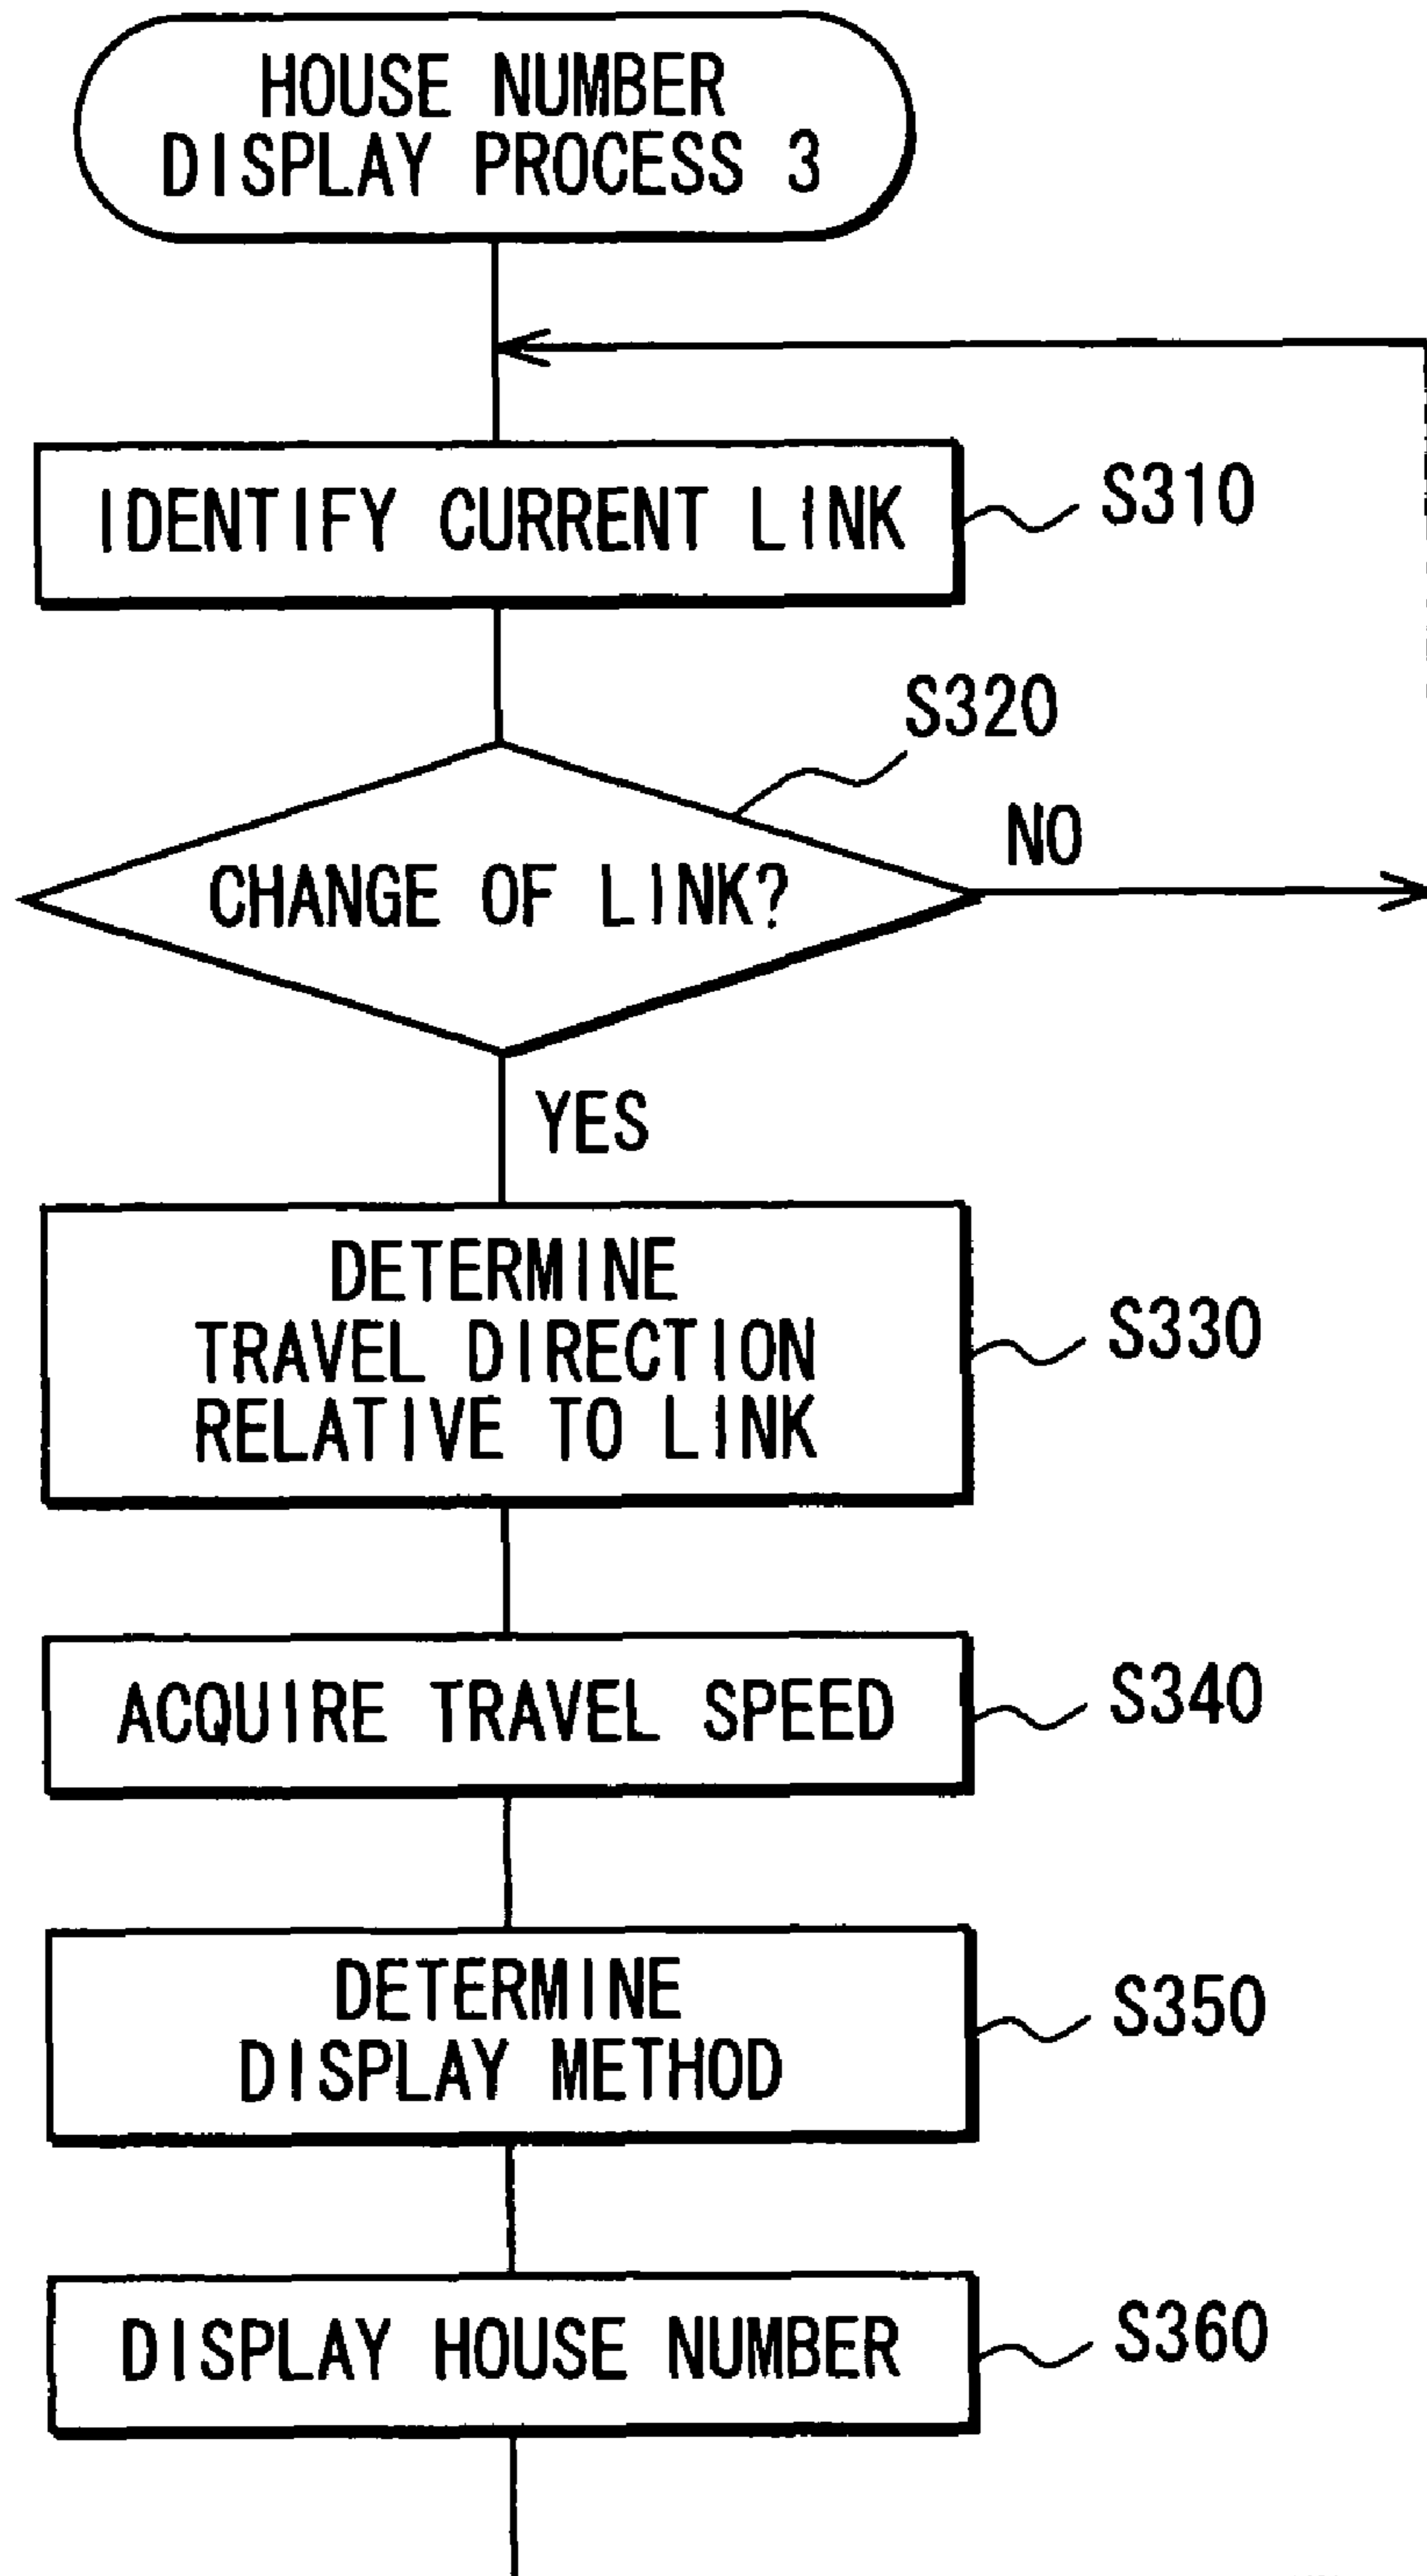 HOUSE NUMBER
DISPLAY PROCESS 3
IDENTIFY CURRENT LINK
S310
S320
CHANGE OF LINK?
NO
YES
DETERMINE
TRAVEL DIRECTION
RELATIVE TO LINK
S330
ACQUIRE TRAVEL SPEED
S340
DETERMINE
DISPLAY METHOD
S350
DISPLAY HOUSE NUMBER
S360